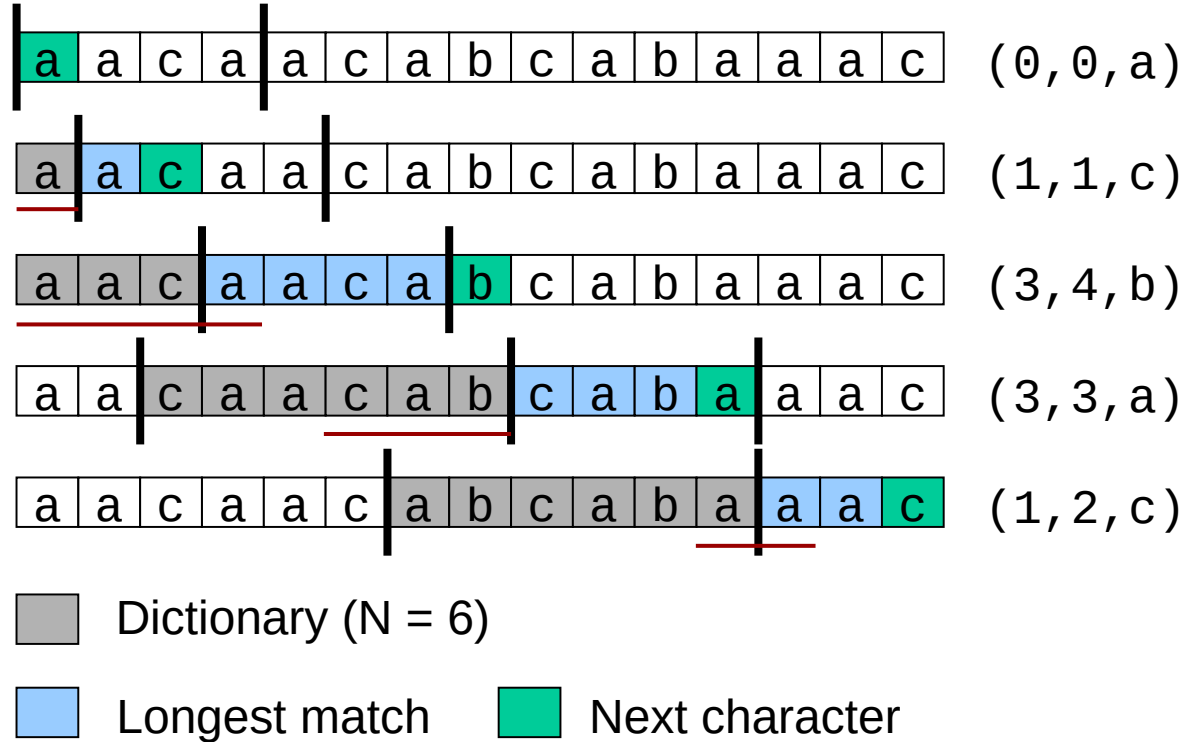 a a c a a c a b c a b a a a c (0,0,a)
a a c a a c a b c a b a a a c (1,1,c)
a a c a a c a b c a b a a a c (3,4,b)
a a c a a c a b c a b a a a c (3,3,a)
a a c a a c a b c a b a a a c (1,2,c)
Dictionary (N = 6)
Longest match Next character